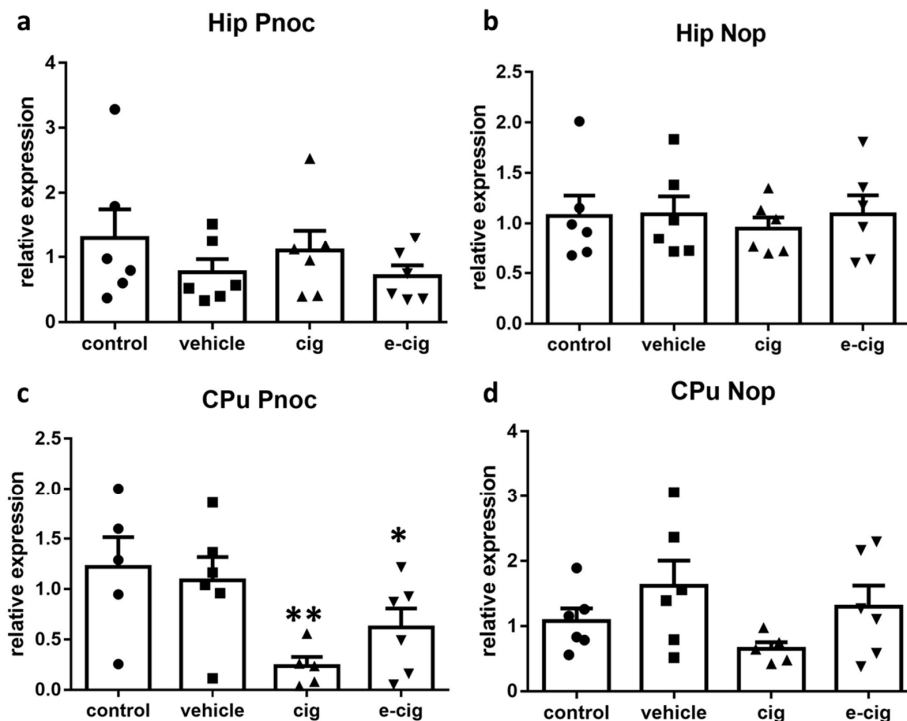 a
Hip Pnoc
relative expression
4
3
2
1
0
control vehicle cig e-cig
b
Hip Nop
relative expression
2.5
2.0
1.5
1.0
0.5
0.0
control vehicle cig e-cig
c
CPu Pnoc
relative expression
2.5
2.0
1.5
1.0
0.5
0.0
**
*
control vehicle cig e-cig
d
CPu Nop
relative expression
4
3
2
1
0
control vehicle cig e-cig